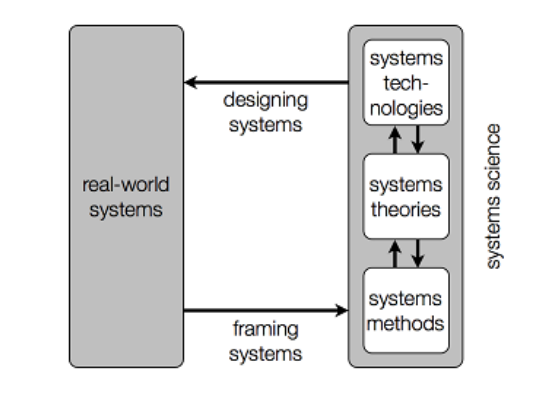 real-world
systems
designing
systems
framing
systems
systems
tech-
nologies
systems
theories
systems
methods
systems science